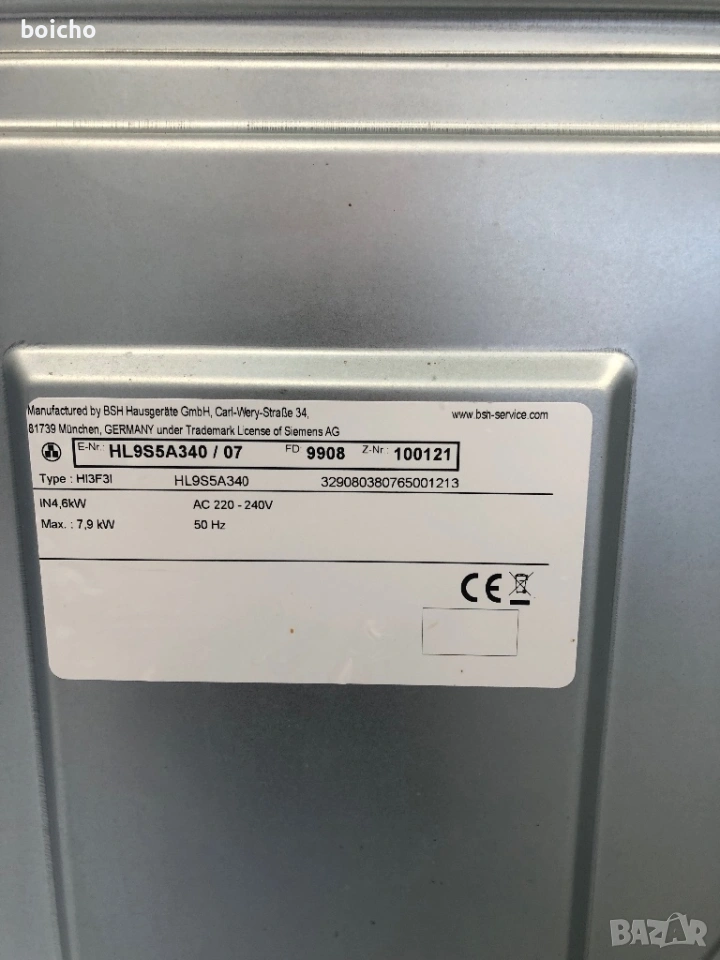 boicho
Manufactured by BSH Hausgeräte GmbH, Carl-Wery-Straße 34, www.bsh-service.com
81739 München, GERMANY under Trademark License of Siemens AG
E-Nr.: HL9S5A340 / 07 FD 9908 Z-Nr: 100121
Type : HI3F3I HL9S5A340 329080380765001213
IN4,6kW AC 220 - 240V
Max. : 7,9 kW 50 Hz
CE
BAZAR